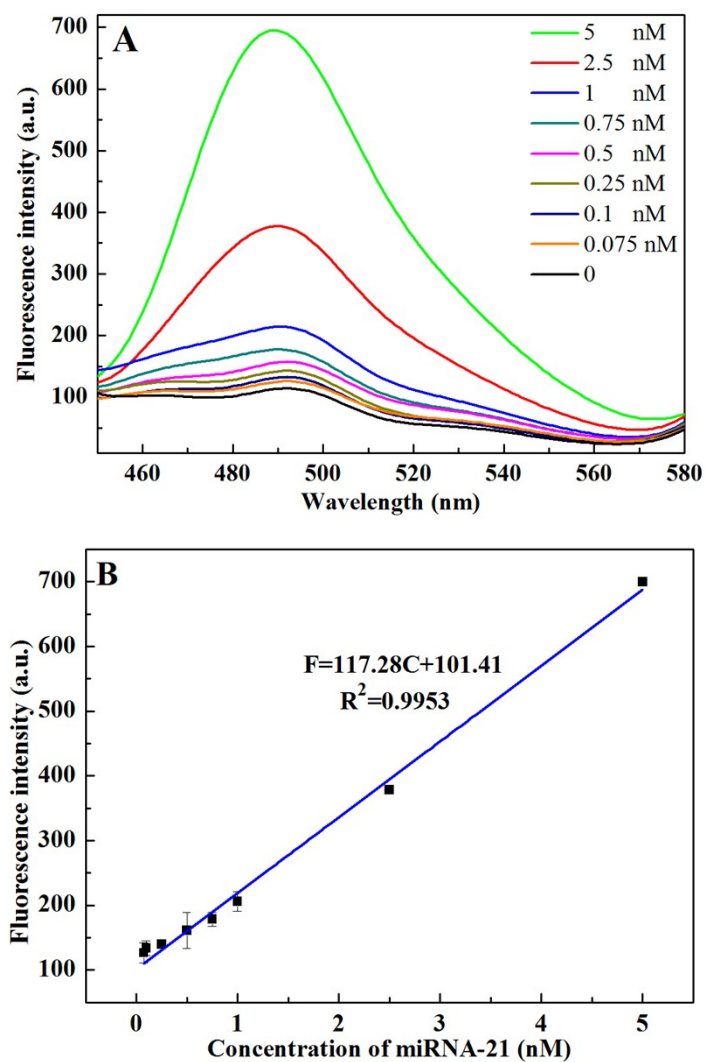 A
700
600
500
400
300
200
100
Fluorescence intensity (a.u.)
5 nM
2.5 nM
1 nM
0.75 nM
0.5 nM
0.25 nM
0.1 nM
0.075 nM
0
460 480 500 520 540 560 580
Wavelength (nm)
B
700
600
500
400
300
200
100
Fluorescence intensity (a.u.)
F=117.28C+101.41
R²=0.9953
0 1 2 3 4 5
Concentration of miRNA-21 (nM)